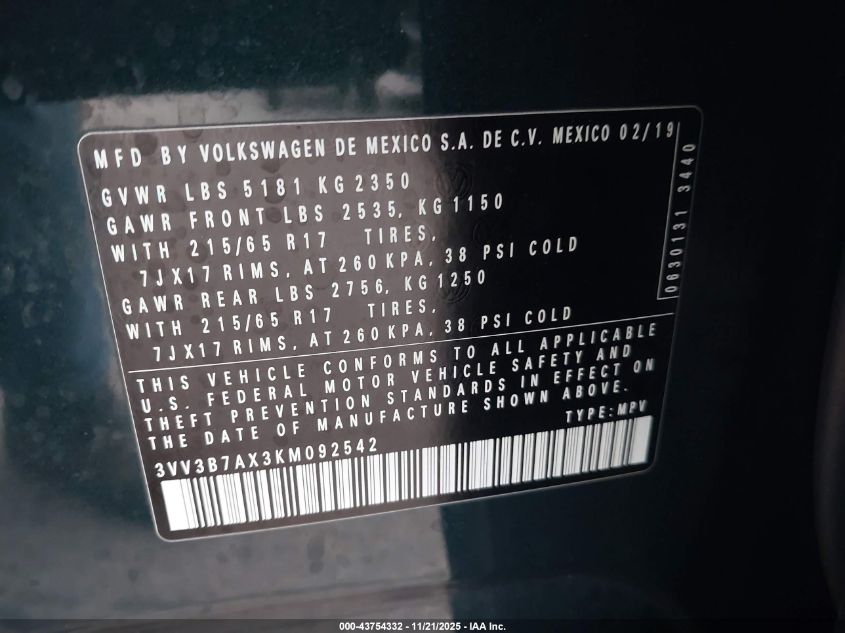 MFD BY VOLKSWAGEN DE MEXICO S.A. DE C.V. MEXICO 02/19
GVWR LBS 5181 KG 2350
GAWR FRONT LBS 2535, KG 1150
WITH 215/65 R17 TIRES,
7JX17 RIMS, AT 260KPA, 38 PSI COLD
GAWR REAR LBS 2756, KG 1250
WITH 215/65 R17 TIRES,
7JX17 RIMS, AT 260KPA, 38 PSI COLD
0630131 3440
THIS VEHICLE CONFORMS TO ALL APPLICABLE
U.S. FEDERAL MOTOR VEHICLE SAFETY AND
THEFT PREVENTION STANDARDS IN EFFECT ON
THE DATE OF MANUFACTURE SHOWN ABOVE.
TYPE:MPV
3VV3B7AX3KM092542
000-43754332 - 11/21/2025 - IAA Inc.